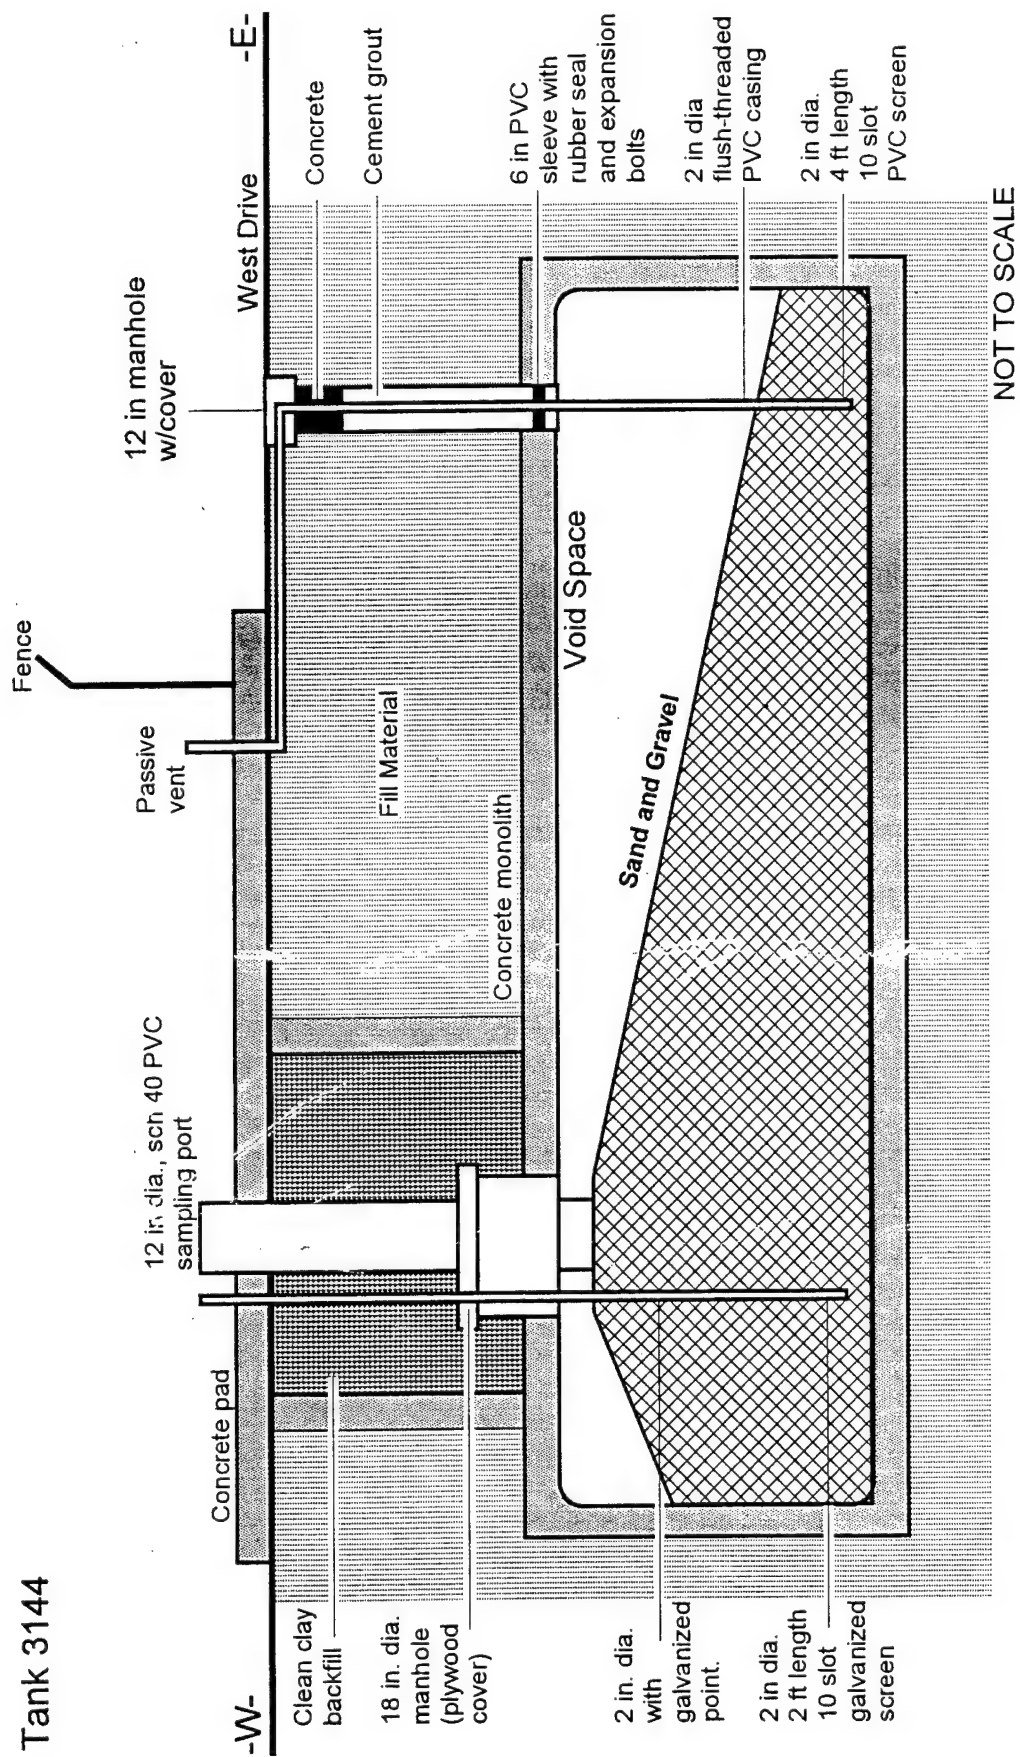 Tank 3144
-W-
-E-
Fence
Passive
vent
12 in manhole
w/cover
West Drive
12 in. dia., sch 40 PVC
sampling port
Concrete pad
Concrete
Cement grout
6 in PVC
sleeve with
rubber seal
and expansion
bolts
2 in dia
flush-threaded
PVC casing
2 in dia.
4 ft length
10 slot
PVC screen
Fill Material
Concrete monolith
Void Space
Sand and Gravel
Clean clay
backfill
18 in. dia.
manhole
(plywood
cover)
2 in. dia.
with
galvanized
point.
2 in dia.
2 ft length
10 slot
galvanized
screen
NOT TO SCALE